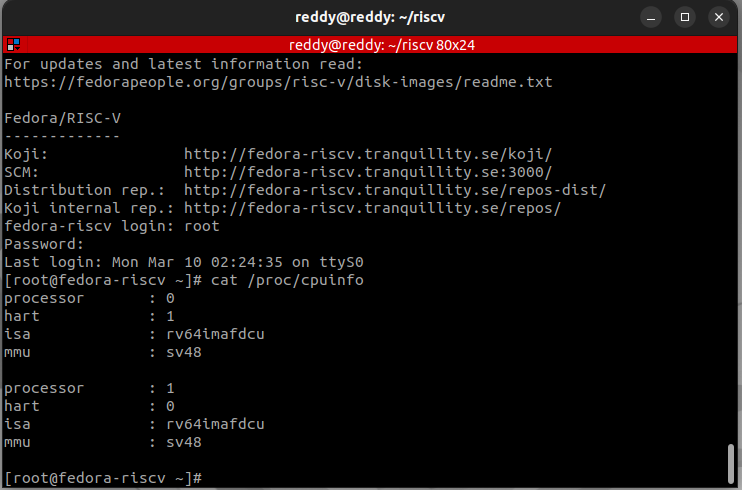 reddy@reddy: ~/riscv
reddy@reddy: ~/riscv 80x24
For updates and latest information read:
https://fedorapeople.org/groups/risc-v/disk-images/readme.txt
Fedora/RISC-V
-------------
Koji:               http://fedora-riscv.tranquillity.se/koji/
SCM:                http://fedora-riscv.tranquillity.se:3000/
Distribution rep.:  http://fedora-riscv.tranquillity.se/repos-dist/
Koji internal rep.: http://fedora-riscv.tranquillity.se/repos/
fedora-riscv login: root
Password:
Last login: Mon Mar 10 02:24:35 on ttyS0
[root@fedora-riscv ~]# cat /proc/cpuinfo
processor       : 0
hart            : 1
isa             : rv64imafdcu
mmu             : sv48
processor       : 1
hart            : 0
isa             : rv64imafdcu
mmu             : sv48
[root@fedora-riscv ~]#